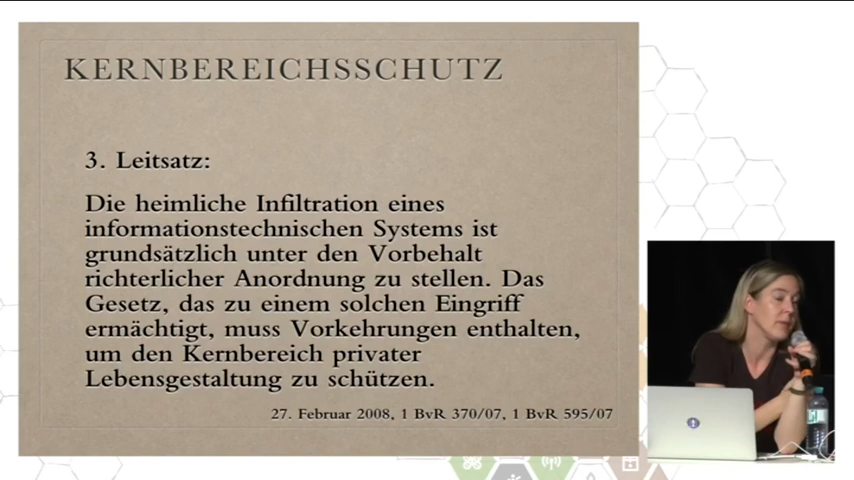 KERNBEREICHSSCHUTZ
3. Leitsatz:
Die heimliche Infiltration eines
informationstechnischen Systems ist
grundsätzlich unter den Vorbehalt
richterlicher Anordnung zu stellen. Das
Gesetz, das zu einem solchen Eingriff
ermächtigt, muss Vorkehrungen enthalten,
um den Kernbereich privater
Lebensgestaltung zu schützen.
27. Februar 2008, 1 BvR 370/07, 1 BvR 595/07